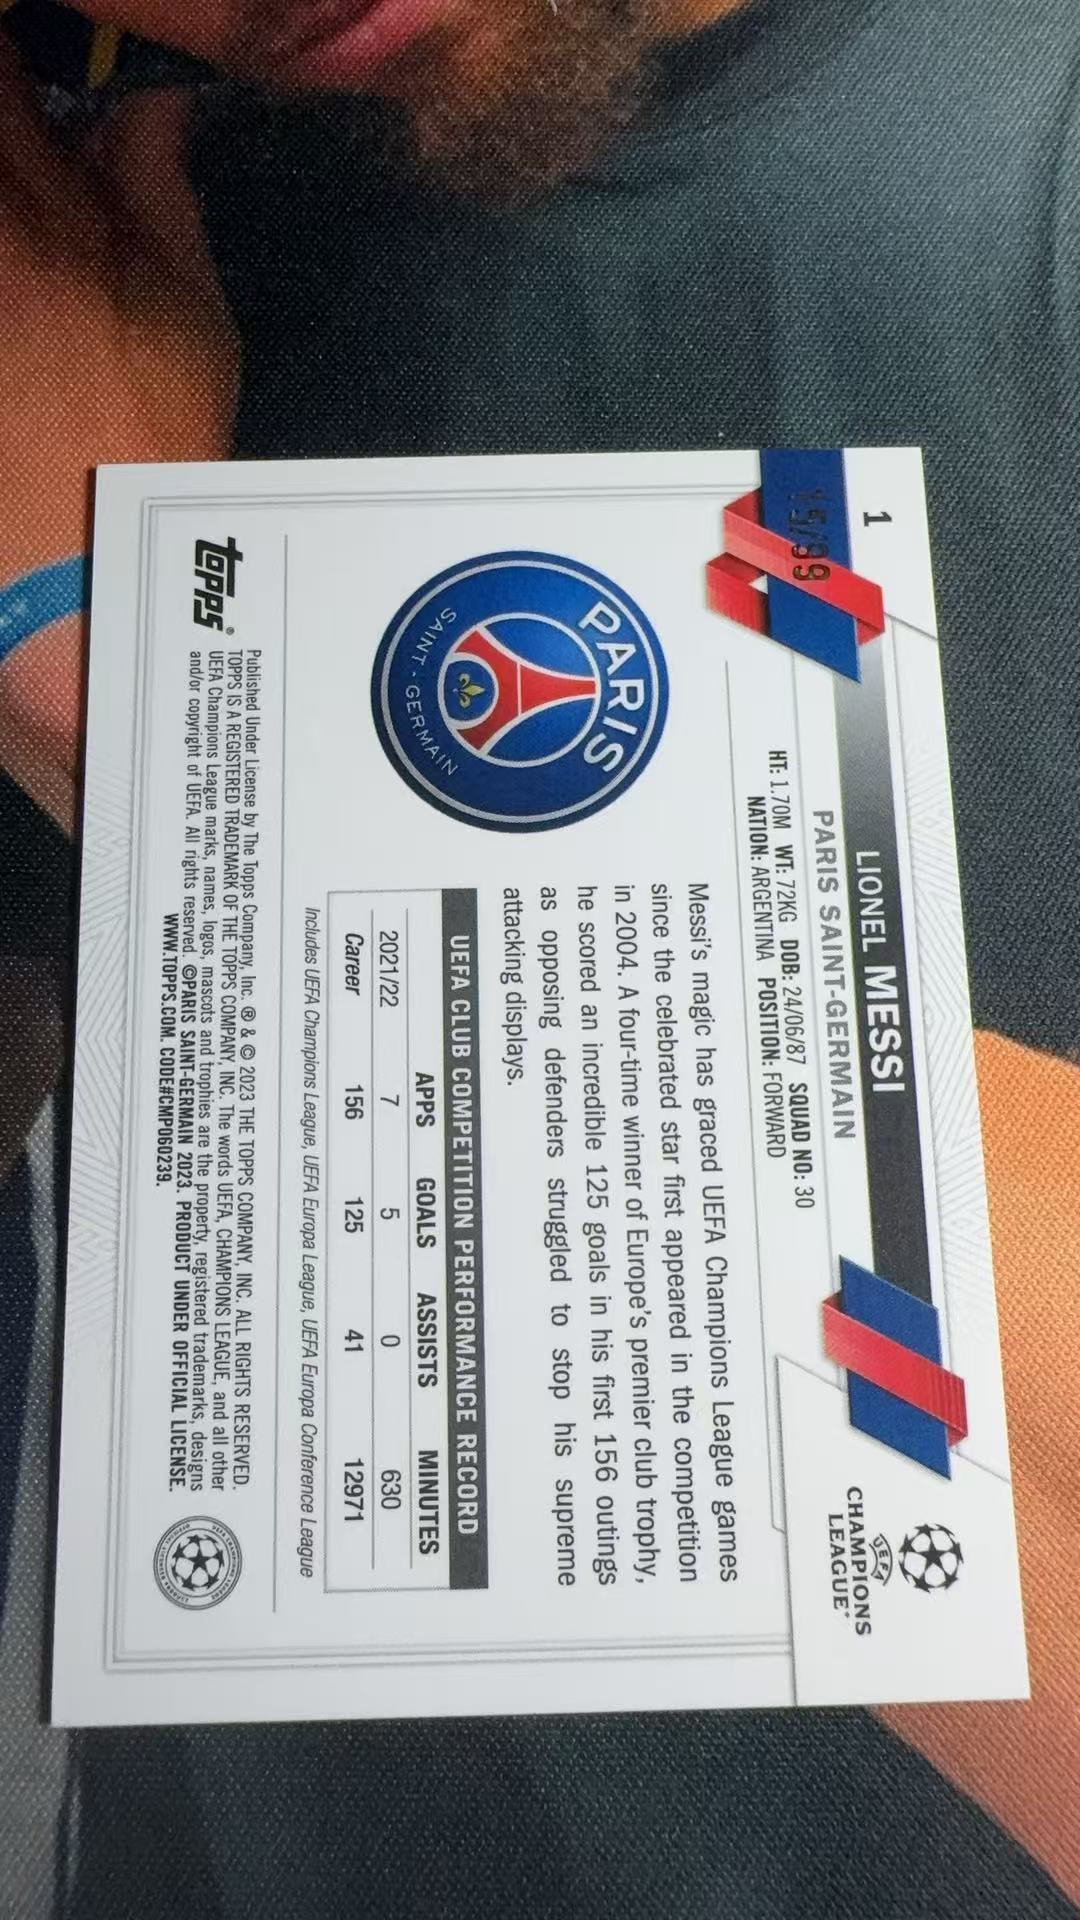 1
15/99
LIONEL MESSI
PARIS SAINT-GERMAIN
HT: 1.70M WT: 72KG DOB: 24/06/87 SQUAD NO: 30
NATION: ARGENTINA POSITION: FORWARD
UEFA
CHAMPIONS
LEAGUE®
PARIS
SAINT-GERMAIN
Messi's magic has graced UEFA Champions League games
since the celebrated star first appeared in the competition
in 2004. A four-time winner of Europe's premier club trophy,
he scored an incredible 125 goals in his first 156 outings
as opposing defenders struggled to stop his supreme
attacking displays.
UEFA CLUB COMPETITION PERFORMANCE RECORD
APPS GOALS ASSISTS MINUTES
2021/22 7 5 0 630
Career 156 125 41 12971
Includes UEFA Champions League, UEFA Europa League, UEFA Europa Conference League
topps®
Published Under License by The Topps Company, Inc. ® & © 2023 THE TOPPS COMPANY, INC. ALL RIGHTS RESERVED.
TOPPS IS A REGISTERED TRADEMARK OF THE TOPPS COMPANY, INC. The words UEFA, CHAMPIONS LEAGUE, and all other
UEFA Champions League marks, names, logos, mascots and trophies are the property, registered trademarks, designs
and/or copyright of UEFA. All rights reserved. ©PARIS SAINT-GERMAIN 2023. PRODUCT UNDER OFFICIAL LICENSE.
WWW.TOPPS.COM. CODE#CMP060239.